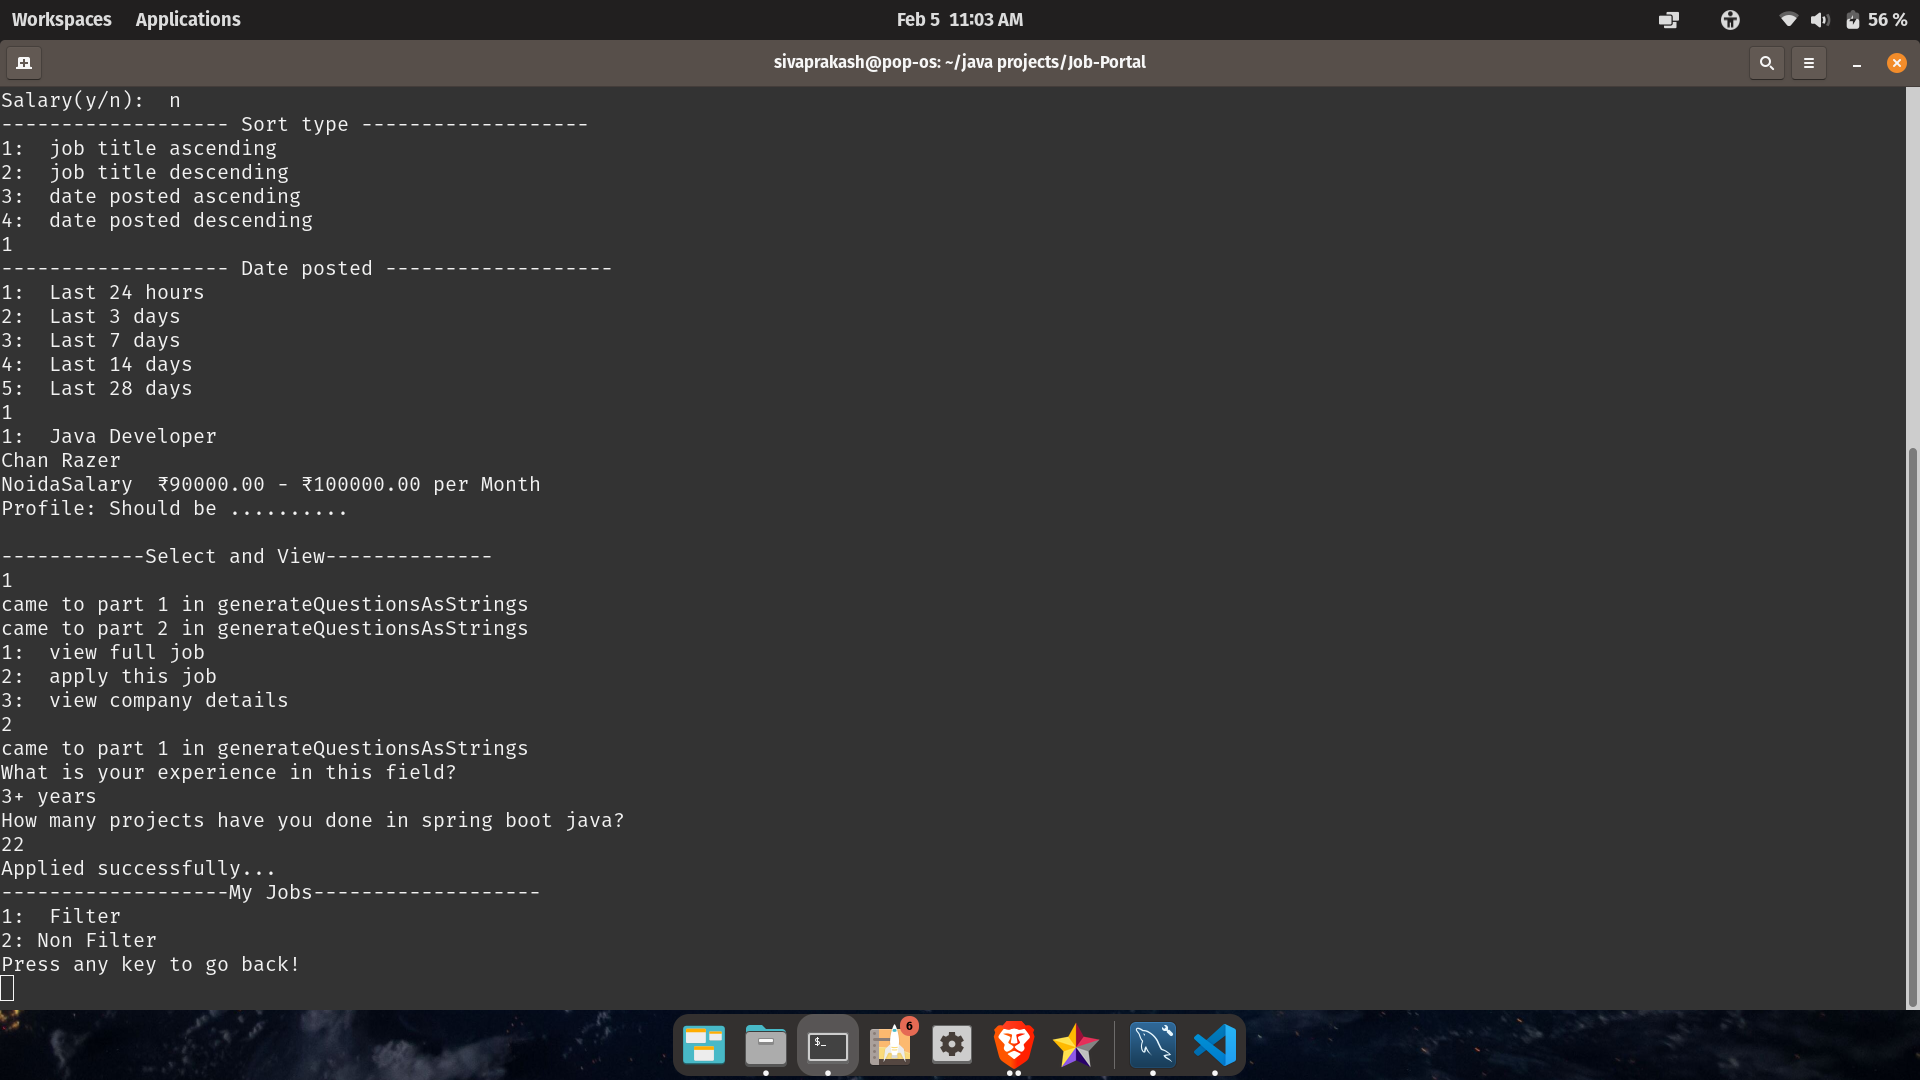 Workspaces Applications Feb 5 11:03 AM 56 %
sivaprakash@pop-os: ~/java projects/Job-Portal
Salary(y/n):  n
------------------- Sort type -------------------
1:  job title ascending
2:  job title descending
3:  date posted ascending
4:  date posted descending
1
------------------- Date posted -------------------
1:  Last 24 hours
2:  Last 3 days
3:  Last 7 days
4:  Last 14 days
5:  Last 28 days
1
1:  Java Developer
Chan Razer
NoidaSalary  ₹90000.00 - ₹100000.00 per Month
Profile: Should be ..........
------------Select and View--------------
1
came to part 1 in generateQuestionsAsStrings
came to part 2 in generateQuestionsAsStrings
1:  view full job
2:  apply this job
3:  view company details
2
came to part 1 in generateQuestionsAsStrings
What is your experience in this field?
3+ years
How many projects have you done in spring boot java?
22
Applied successfully...
-------------------My Jobs-------------------
1:  Filter
2: Non Filter
Press any key to go back!
$_
6